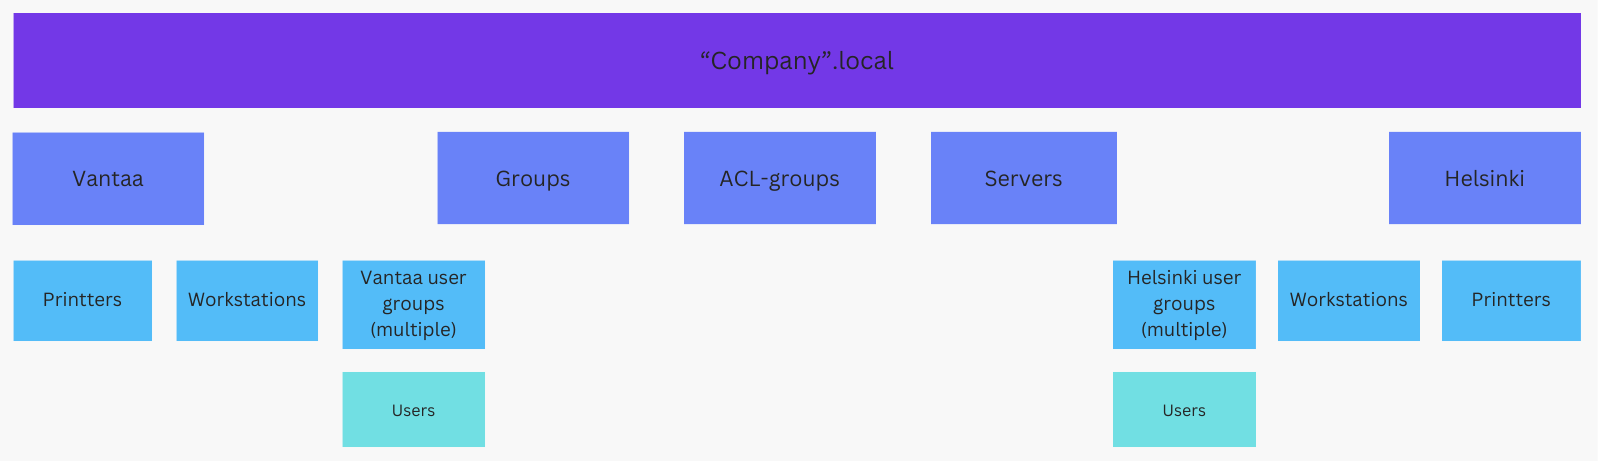 “Company”.local
Vantaa
Groups
ACL-groups
Servers
Helsinki
Printters
Workstations
Vantaa user
groups
(multiple)
Helsinki user
groups
(multiple)
Workstations
Printters
Users
Users